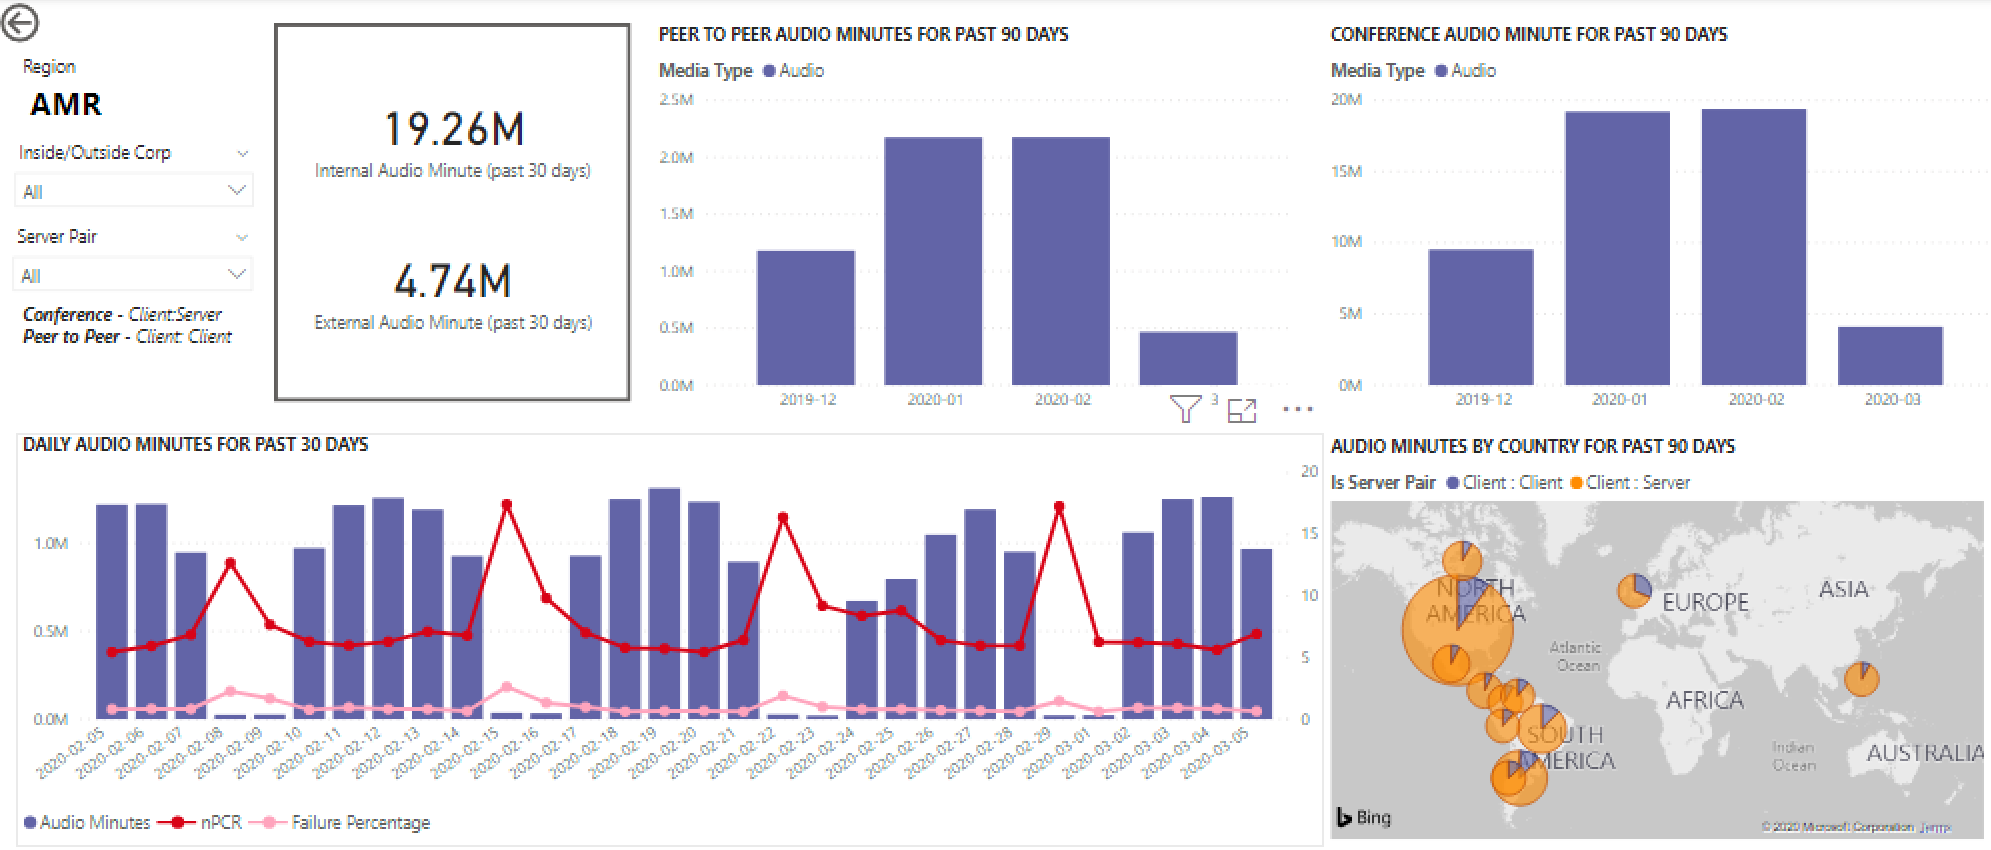 Region
AMR
Inside/Outside Corp
All
Server Pair
All
Conference - Client:Server
Peer to Peer - Client: Client
19.26M
Internal Audio Minute (past 30 days)
4.74M
External Audio Minute (past 30 days)
PEER TO PEER AUDIO MINUTES FOR PAST 90 DAYS
Media Type Audio
2.5M
2.0M
1.5M
1.0M
0.5M
0.0M
2019-12 2020-01 2020-02
3
CONFERENCE AUDIO MINUTE FOR PAST 90 DAYS
Media Type Audio
20M
15M
10M
5M
0M
2019-12 2020-01 2020-02 2020-03
DAILY AUDIO MINUTES FOR PAST 30 DAYS
1.0M
0.5M
0.0M
20
15
10
5
0
2020-02-05 2020-02-06 2020-02-07 2020-02-08 2020-02-09 2020-02-10 2020-02-11 2020-02-12 2020-02-13 2020-02-14 2020-02-15 2020-02-16 2020-02-17 2020-02-18 2020-02-19 2020-02-20 2020-02-21 2020-02-22 2020-02-23 2020-02-24 2020-02-25 2020-02-26 2020-02-27 2020-02-28 2020-02-29 2020-03-01 2020-03-02 2020-03-03 2020-03-04 2020-03-05
Audio Minutes nPCR Failure Percentage
AUDIO MINUTES BY COUNTRY FOR PAST 90 DAYS
Is Server Pair Client : Client Client : Server
NORTH
AMERICA
EUROPE
ASIA
Atlantic
Ocean
AFRICA
SOUTH
AMERICA
Indian
Ocean
AUSTRALIA
Bing
© 2020 Microsoft Corporation Terms